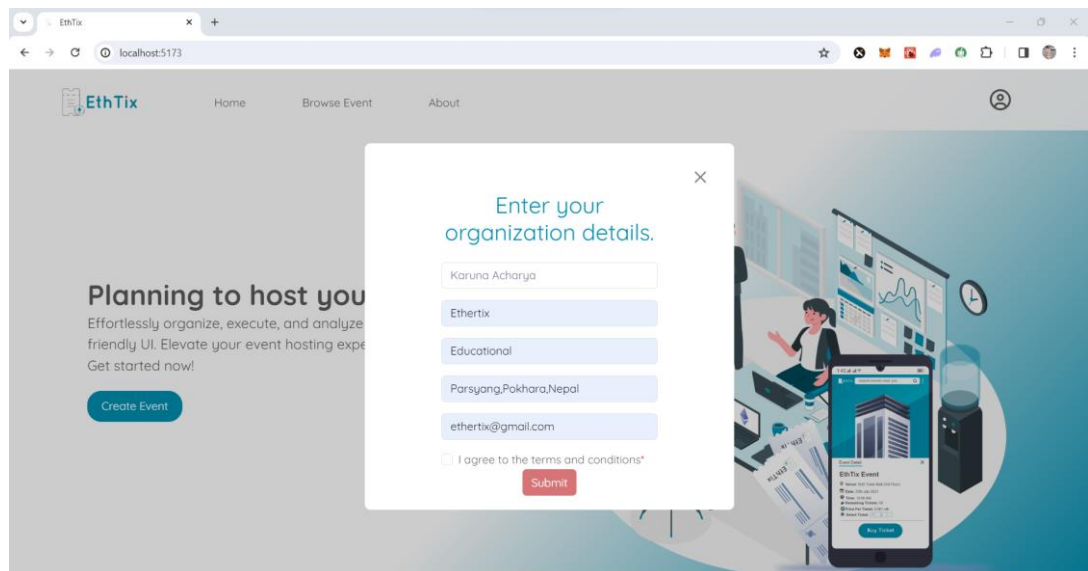 EthTix
localhost:5173
EthTix
Home
Browse Event
About
Enter your
organization details.
Karuna Acharya
Ethertix
Educational
Parsyang,Pokhara,Nepal
ethertix@gmail.com
I agree to the terms and conditions*
Submit
Planning to host you
Effortlessly organize, execute, and analyze
friendly UI. Elevate your event hosting expe
Get started now!
Create Event
EthTix Event
Buy Ticket